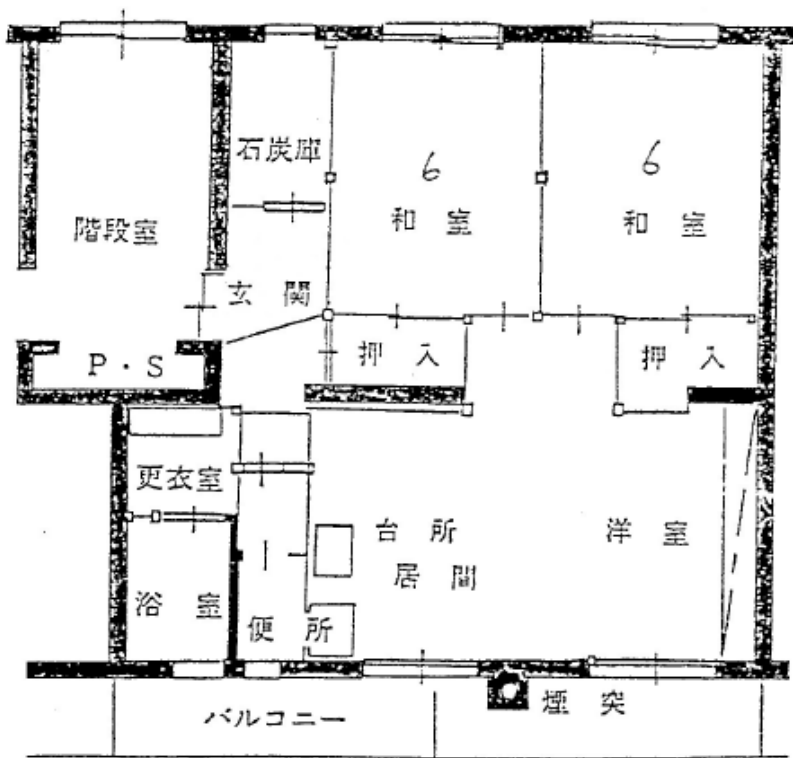 石炭庫
6
和室
6
和室
階段室
玄関
P・S
押入
押入
更衣室
台所
居間
洋室
浴室
便所
煙突
バルコニー